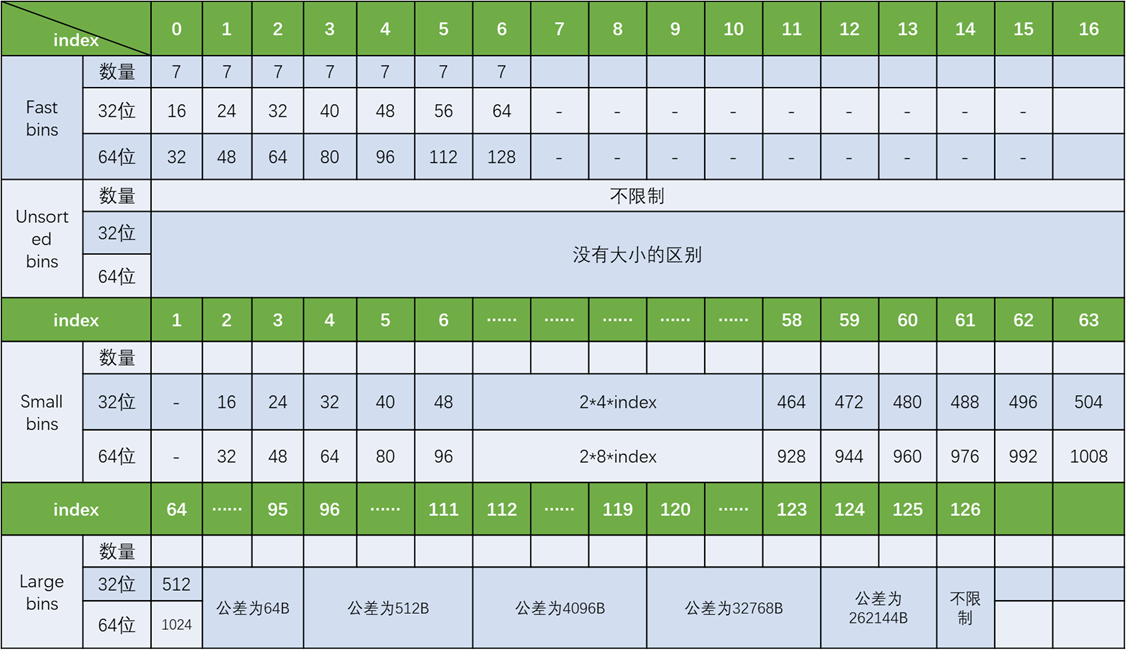 index 0 1 2 3 4 5 6 7 8 9 10 11 12 13 14 15 16
Fast bins
数量 7 7 7 7 7 7 7
32位 16 24 32 40 48 56 64 - - - - - - - - -
64位 32 48 64 80 96 112 128 - - - - - - - - -
Unsort
ed
bins
数量 不限制
32位
没有大小的区别
64位
index 1 2 3 4 5 6 ⋯⋯ ⋯⋯ ⋯⋯ ⋯⋯ ⋯⋯ 58 59 60 61 62 63
Small
bins
数量
32位 - 16 24 32 40 48 2*4*index 464 472 480 488 496 504
64位 - 32 48 64 80 96 2*8*index 928 944 960 976 992 1008
index 64 ⋯⋯ 95 96 ⋯⋯ 111 112 ⋯⋯ 119 120 ⋯⋯ 123 124 125 126
Large
bins
数量
32位 512
64位 1024
公差为64B 公差为512B 公差为4096B 公差为32768B
公差为
262144B
不限
制